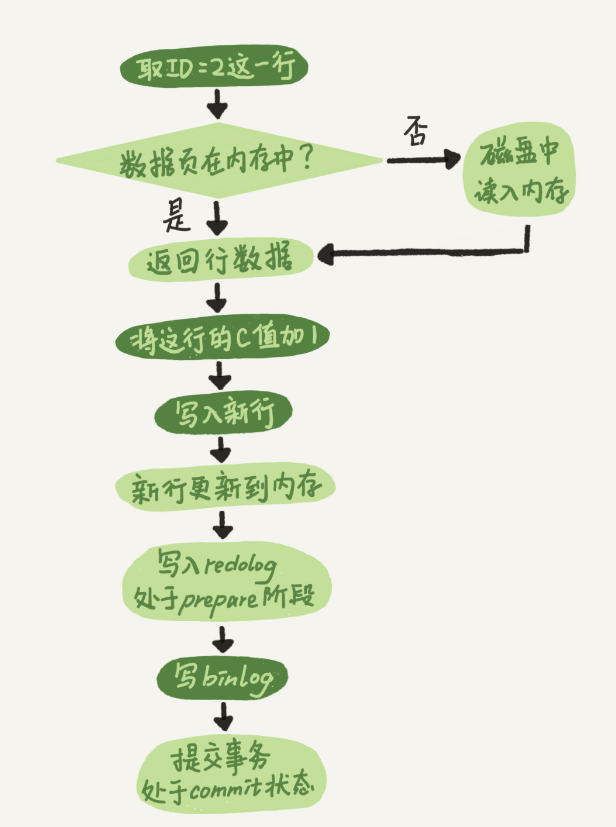 取ID=2这一行
数据页在内存中？
否
磁盘中
读入内存
是
返回行数据
将这行的C值加1
写入新行
新行更新到内存
写入redolog
处于prepare阶段
写binlog
提交事务
处于commit状态